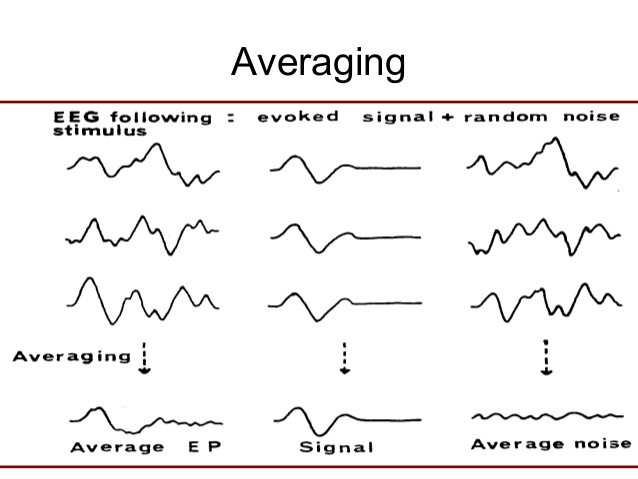 Averaging
EEG following : evoked signal + random noise
stimulus
Averaging
Average EP Signal Average noise